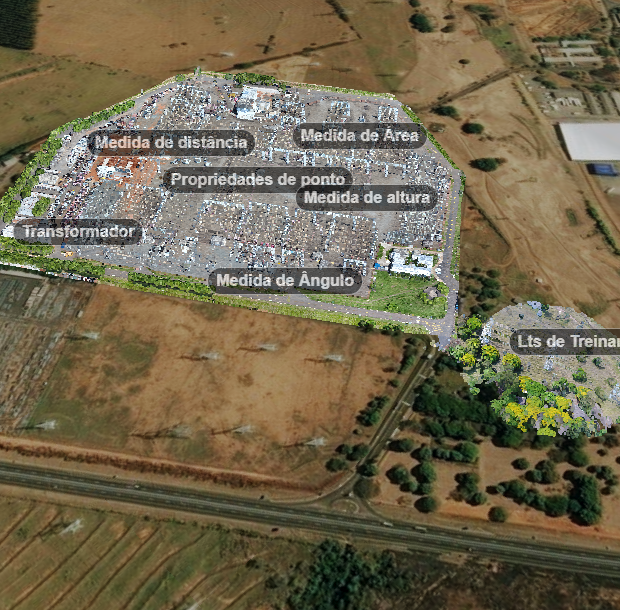 Medida de distância
Medida de Área
Propriedades de ponto
Medida de altura
Transformador
Medida de Ângulo
Lts de Treinar